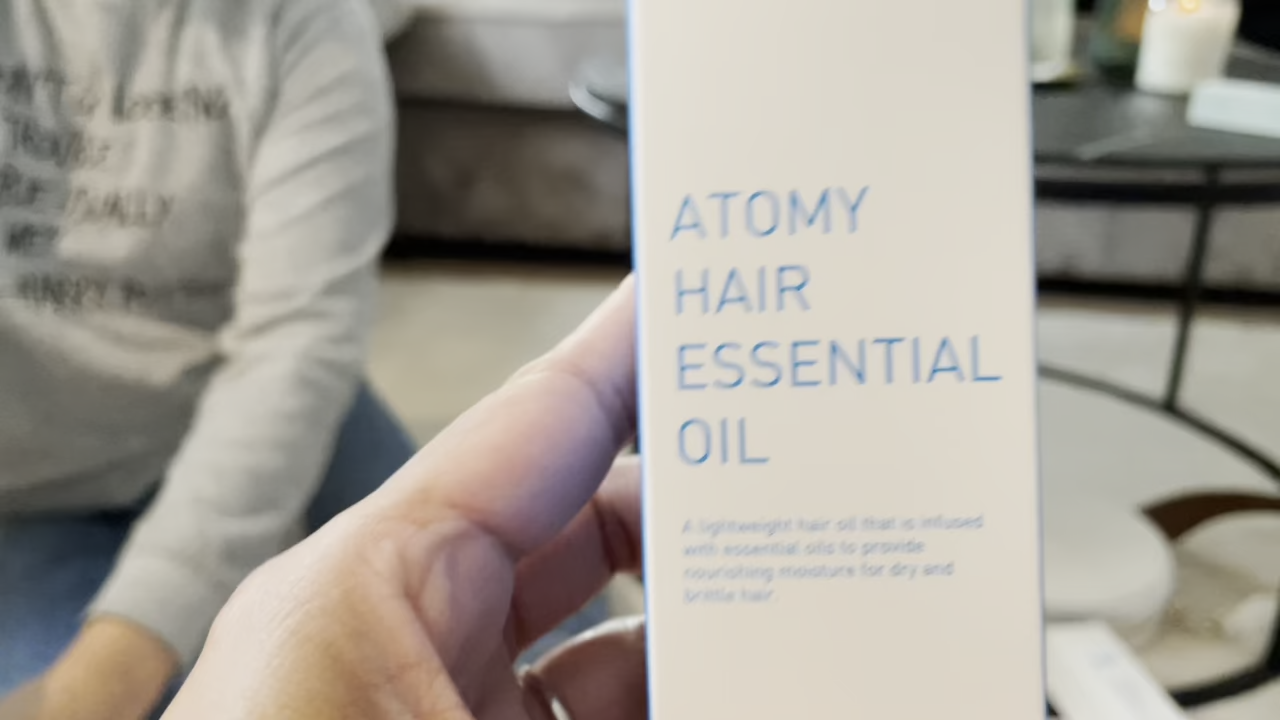 ATOMY
HAIR
ESSENTIAL
OIL
A lightweight hair oil that is infused
with essential oils to provide
nourishing moisture for dry and
brittle hair.